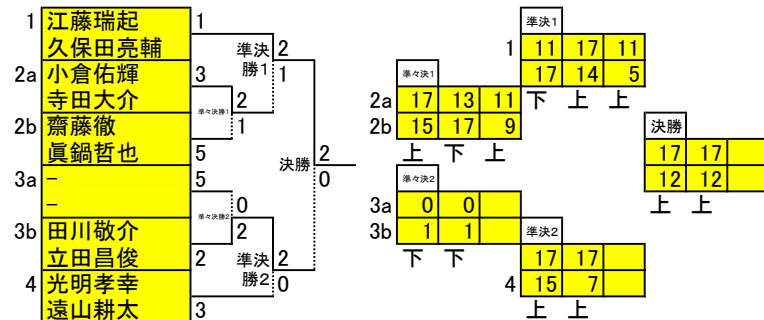 1 江藤瑞起 1
久保田亮輔
2a 小倉佑輝 3
寺田大介
2b 齋藤徹
眞鍋哲也 5
3a － 5
－
3b 田川敬介
立田昌俊 2
4 光明孝幸
遠山耕太 3
準々決勝1 2
1
準々決勝2 0
2
準決勝1 2
1
準決勝2 2
0
決勝 2
0
準決1
1 11 17 11
17 14 5
下 上 上
準々決1
2a 17 13 11
2b 15 17 9
上 下 上
準々決2
3a 0 0
3b 1 1
下 下
準決2
17 17
4 15 7
上 上
決勝
17 17
12 12
上 上